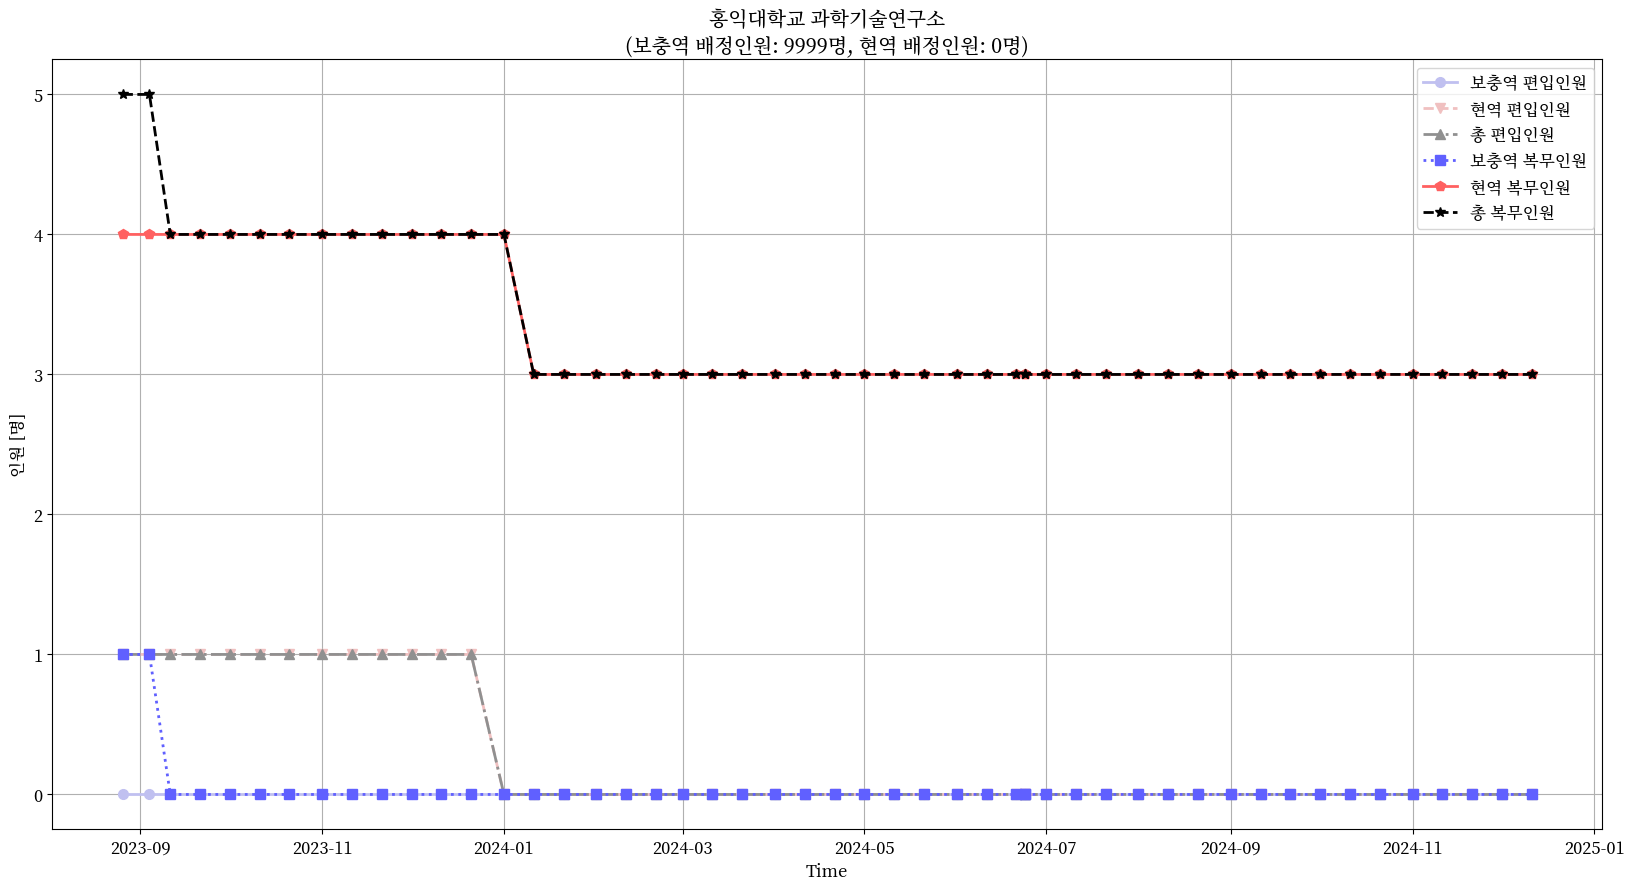 홍익대학교 과학기술연구소
(보충역 배정인원: 9999명, 현역 배정인원: 0명)
보충역 편입인원
현역 편입인원
총 편입인원
보충역 복무인원
현역 복무인원
총 복무인원
인원 [명]
5
4
3
2
1
0
2023-09
2023-11
2024-01
2024-03
2024-05
2024-07
2024-09
2024-11
2025-01
Time